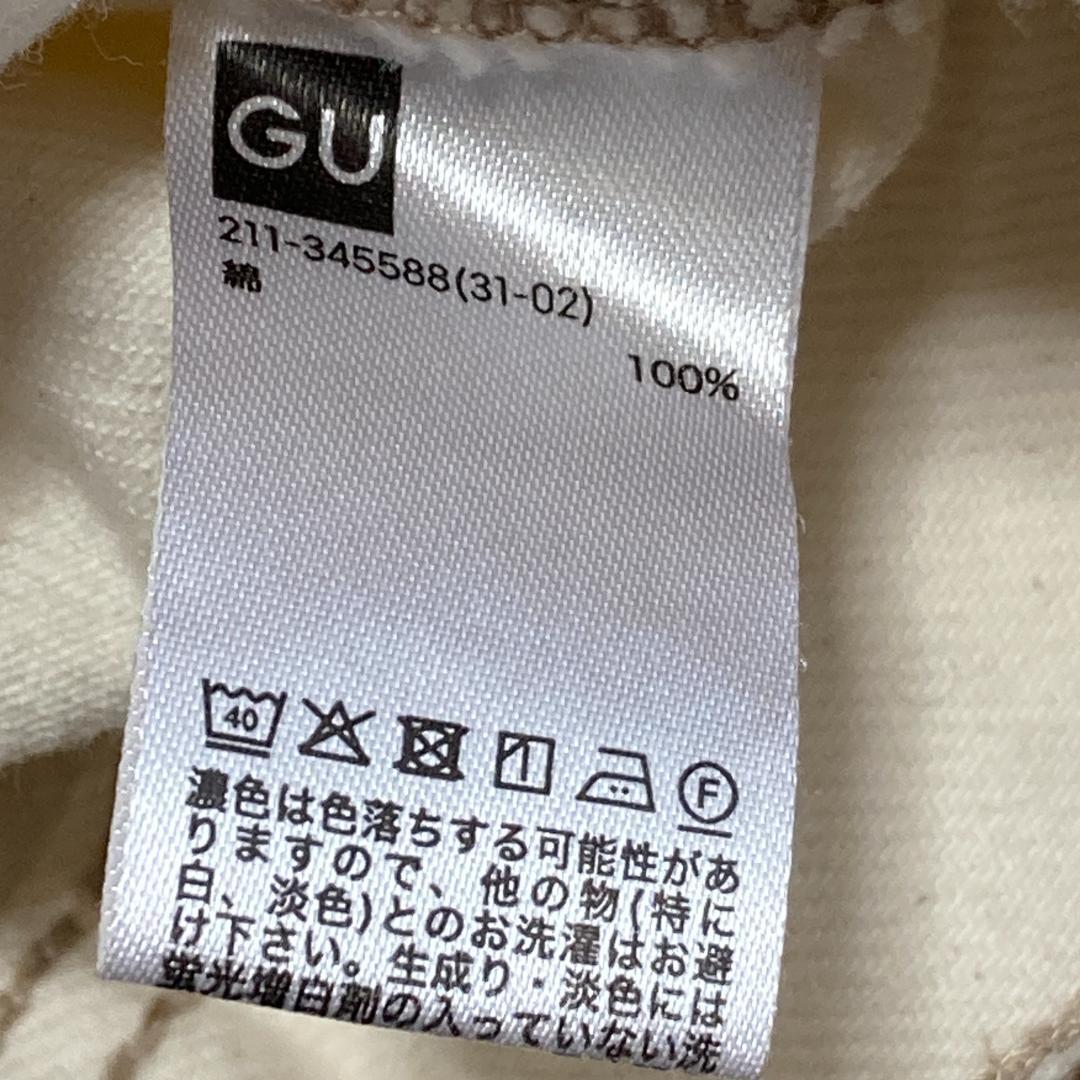 GU
211-345588(31-02)
綿
100%
40
F
濃色は色落ちする可能性があ
りますので、他の物(特に
白、淡色)とのお洗濯はお避
け下さい。生成り・淡色には
蛍光増白剤の入っていない洗